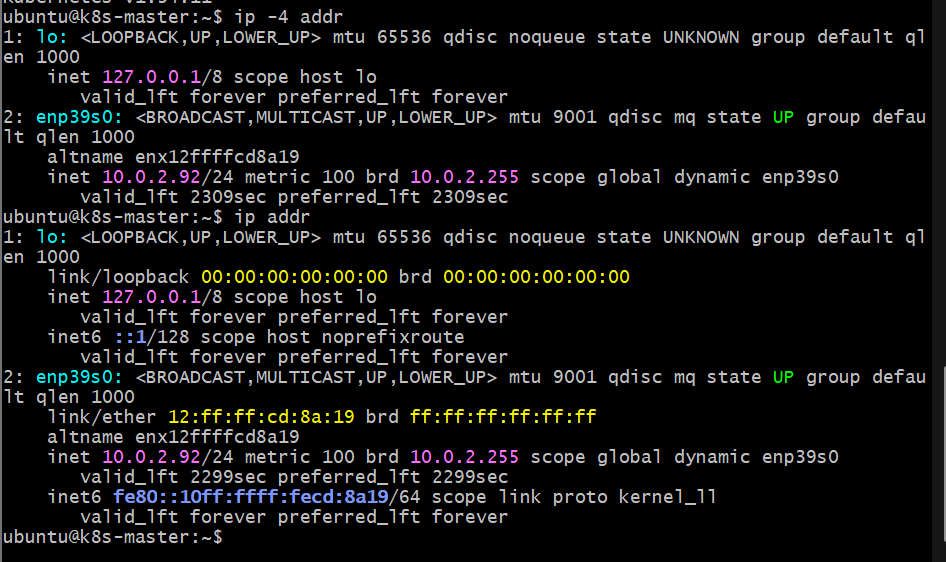 ubuntu@k8s-master:~$ ip -4 addr
1: lo: <LOOPBACK,UP,LOWER_UP> mtu 65536 qdisc noqueue state UNKNOWN group default ql
en 1000
    inet 127.0.0.1/8 scope host lo
       valid_lft forever preferred_lft forever
2: enp39s0: <BROADCAST,MULTICAST,UP,LOWER_UP> mtu 9001 qdisc mq state UP group defau
lt qlen 1000
    altname enx12ffffcd8a19
    inet 10.0.2.92/24 metric 100 brd 10.0.2.255 scope global dynamic enp39s0
       valid_lft 2309sec preferred_lft 2309sec
ubuntu@k8s-master:~$ ip addr
1: lo: <LOOPBACK,UP,LOWER_UP> mtu 65536 qdisc noqueue state UNKNOWN group default ql
en 1000
    link/loopback 00:00:00:00:00:00 brd 00:00:00:00:00:00
    inet 127.0.0.1/8 scope host lo
       valid_lft forever preferred_lft forever
    inet6 ::1/128 scope host noprefixroute
       valid_lft forever preferred_lft forever
2: enp39s0: <BROADCAST,MULTICAST,UP,LOWER_UP> mtu 9001 qdisc mq state UP group defau
lt qlen 1000
    link/ether 12:ff:ff:cd:8a:19 brd ff:ff:ff:ff:ff:ff
    altname enx12ffffcd8a19
    inet 10.0.2.92/24 metric 100 brd 10.0.2.255 scope global dynamic enp39s0
       valid_lft 2299sec preferred_lft 2299sec
    inet6 fe80::10ff:ffff:fecd:8a19/64 scope link proto kernel_ll
       valid_lft forever preferred_lft forever
ubuntu@k8s-master:~$